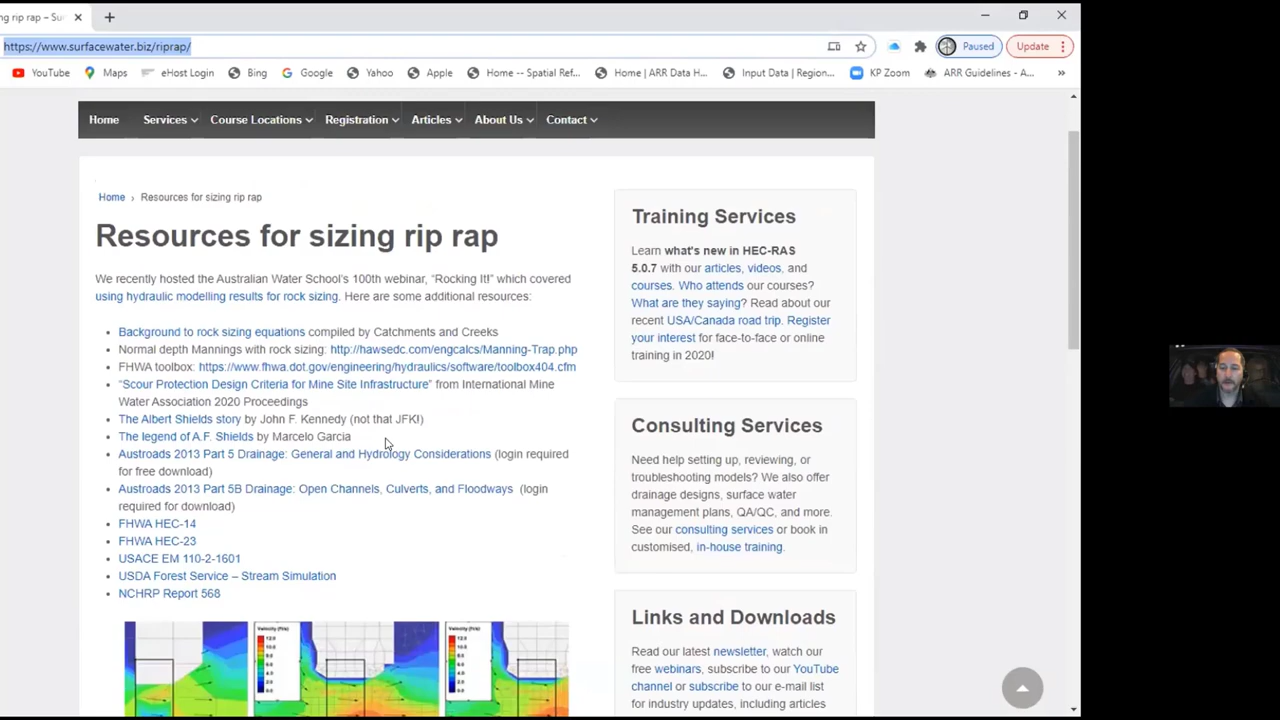 ng rip rap – Su
https://www.surfacewater.biz/riprap/
Paused
Update
YouTube
Maps
eHost Login
Bing
Google
Yahoo
Apple
Home -- Spatial Ref...
Home | ARR Data H...
Input Data | Region...
KP Zoom
ARR Guidelines - A...
Home
Services
Course Locations
Registration
Articles
About Us
Contact
Home › Resources for sizing rip rap
Resources for sizing rip rap
We recently hosted the Australian Water School's 100th webinar, “Rocking It!” which covered
using hydraulic modelling results for rock sizing. Here are some additional resources:
Background to rock sizing equations compiled by Catchments and Creeks
Normal depth Mannings with rock sizing: http://hawsedc.com/engcalcs/Manning-Trap.php
FHWA toolbox: https://www.fhwa.dot.gov/engineering/hydraulics/software/toolbox404.cfm
“Scour Protection Design Criteria for Mine Site Infrastructure” from International Mine
Water Association 2020 Proceedings
The Albert Shields story by John F. Kennedy (not that JFK!)
The legend of A.F. Shields by Marcelo Garcia
Austroads 2013 Part 5 Drainage: General and Hydrology Considerations (login required
for free download)
Austroads 2013 Part 5B Drainage: Open Channels, Culverts, and Floodways (login
required for download)
FHWA HEC-14
FHWA HEC-23
USACE EM 110-2-1601
USDA Forest Service – Stream Simulation
NCHRP Report 568
Training Services
Learn what's new in HEC-RAS
5.0.7 with our articles, videos, and
courses. Who attends our courses?
What are they saying? Read about our
recent USA/Canada road trip. Register
your interest for face-to-face or online
training in 2020!
Consulting Services
Need help setting up, reviewing, or
troubleshooting models? We also offer
drainage designs, surface water
management plans, QA/QC, and more.
See our consulting services or book in
customised, in-house training.
Links and Downloads
Read our latest newsletter, watch our
free webinars, subscribe to our YouTube
channel or subscribe to our e-mail list
for industry updates, including articles